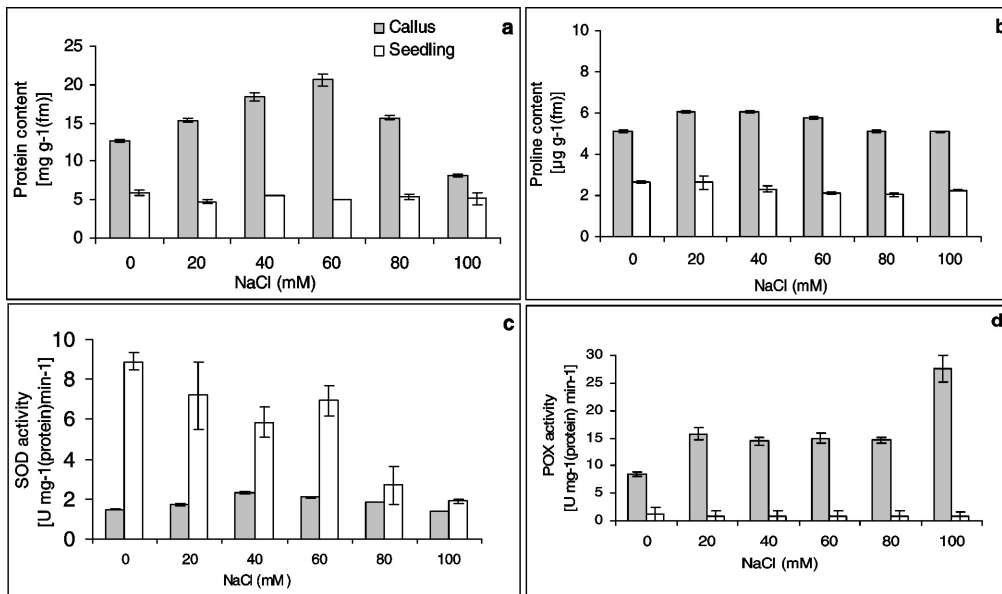 a
Callus
Seedling
Protein content
[mg g-1(fm)]
25
20
15
10
5
0
0 20 40 60 80 100
NaCl (mM)
b
Proline content
[µg g-1(fm)]
10
8
6
4
2
0
0 20 40 60 80 100
NaCl (mM)
c
SOD activity
[U mg-1(protein)min-1]
10
8
6
4
2
0
0 20 40 60 80 100
NaCl (mM)
d
POX activity
[U mg-1(protein) min-1]
30
25
20
15
10
5
0
0 20 40 60 80 100
NaCl (mM)